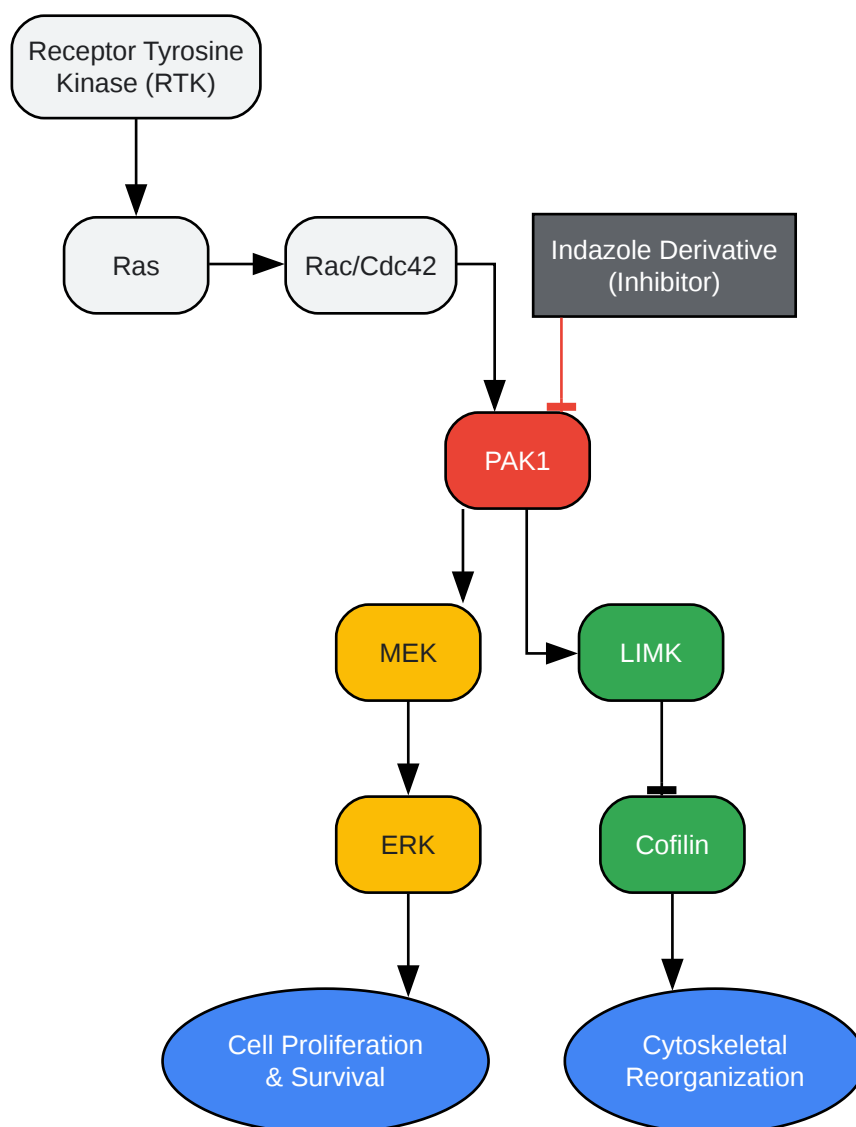 Receptor Tyrosine
Kinase (RTK)
Ras
Rac/Cdc42
Indazole Derivative
(Inhibitor)
PAK1
MEK
LIMK
ERK
Cofilin
Cell Proliferation
& Survival
Cytoskeletal
Reorganization